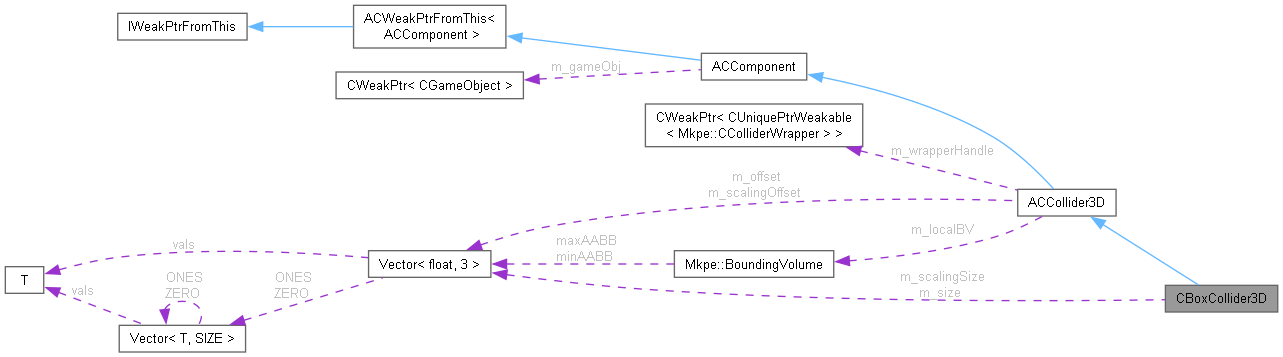 IWeakPtrFromThis
ACWeakPtrFromThis<
ACComponent >
m_gameObj
ACComponent
CWeakPtr< CGameObject >
CWeakPtr< CUniquePtrWeakable
< Mkpe::CColliderWrapper > >
m_wrapperHandle
m_offset
m_scalingOffset
ACCollider3D
m_localBV
vals
maxAABB
minAABB
Vector< float, 3 >
Mkpe::BoundingVolume
T
ONES
ZERO
ONES
ZERO
m_scalingSize
m_size
vals
CBoxCollider3D
Vector< T, SIZE >